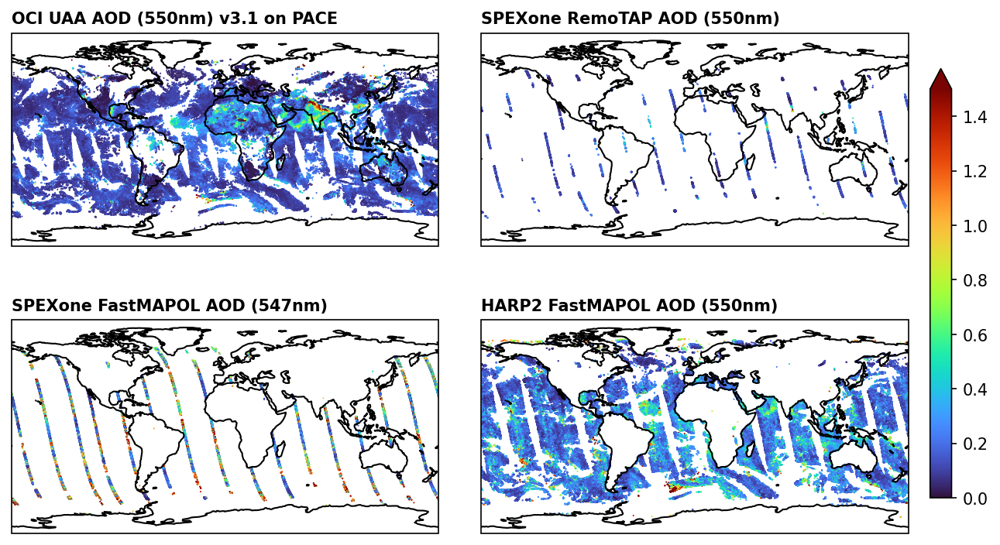 OCI UAA AOD (550nm) v3.1 on PACE
SPEXone RemoTAP AOD (550nm)
SPEXone FastMAPOL AOD (547nm)
HARP2 FastMAPOL AOD (550nm)
1.4
1.2
1.0
0.8
0.6
0.4
0.2
0.0